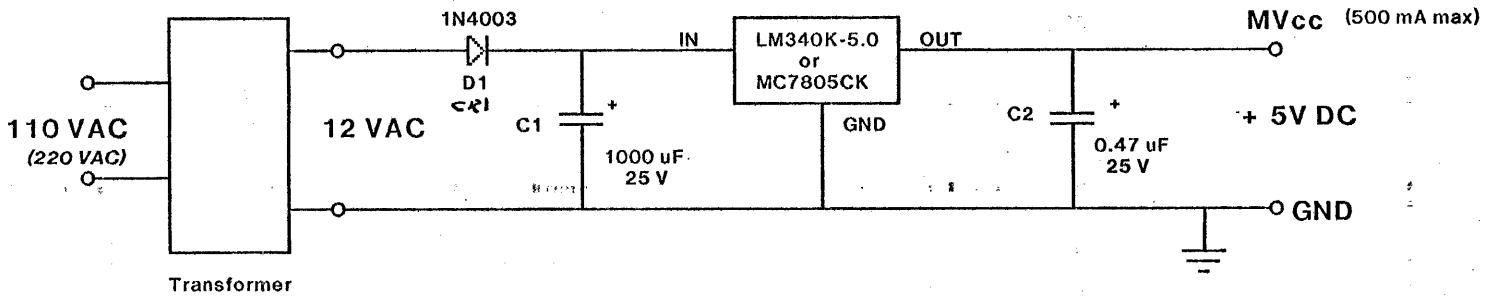 1N4003
D1
CR1
IN
LM340K-5.0
or
MC7805CK
OUT
GND
MVcc (500 mA max)
110 VAC
(220 VAC)
12 VAC
C1
+
1000 uF
25 V
C2
+
0.47 uF
25 V
+ 5V DC
GND
Transformer